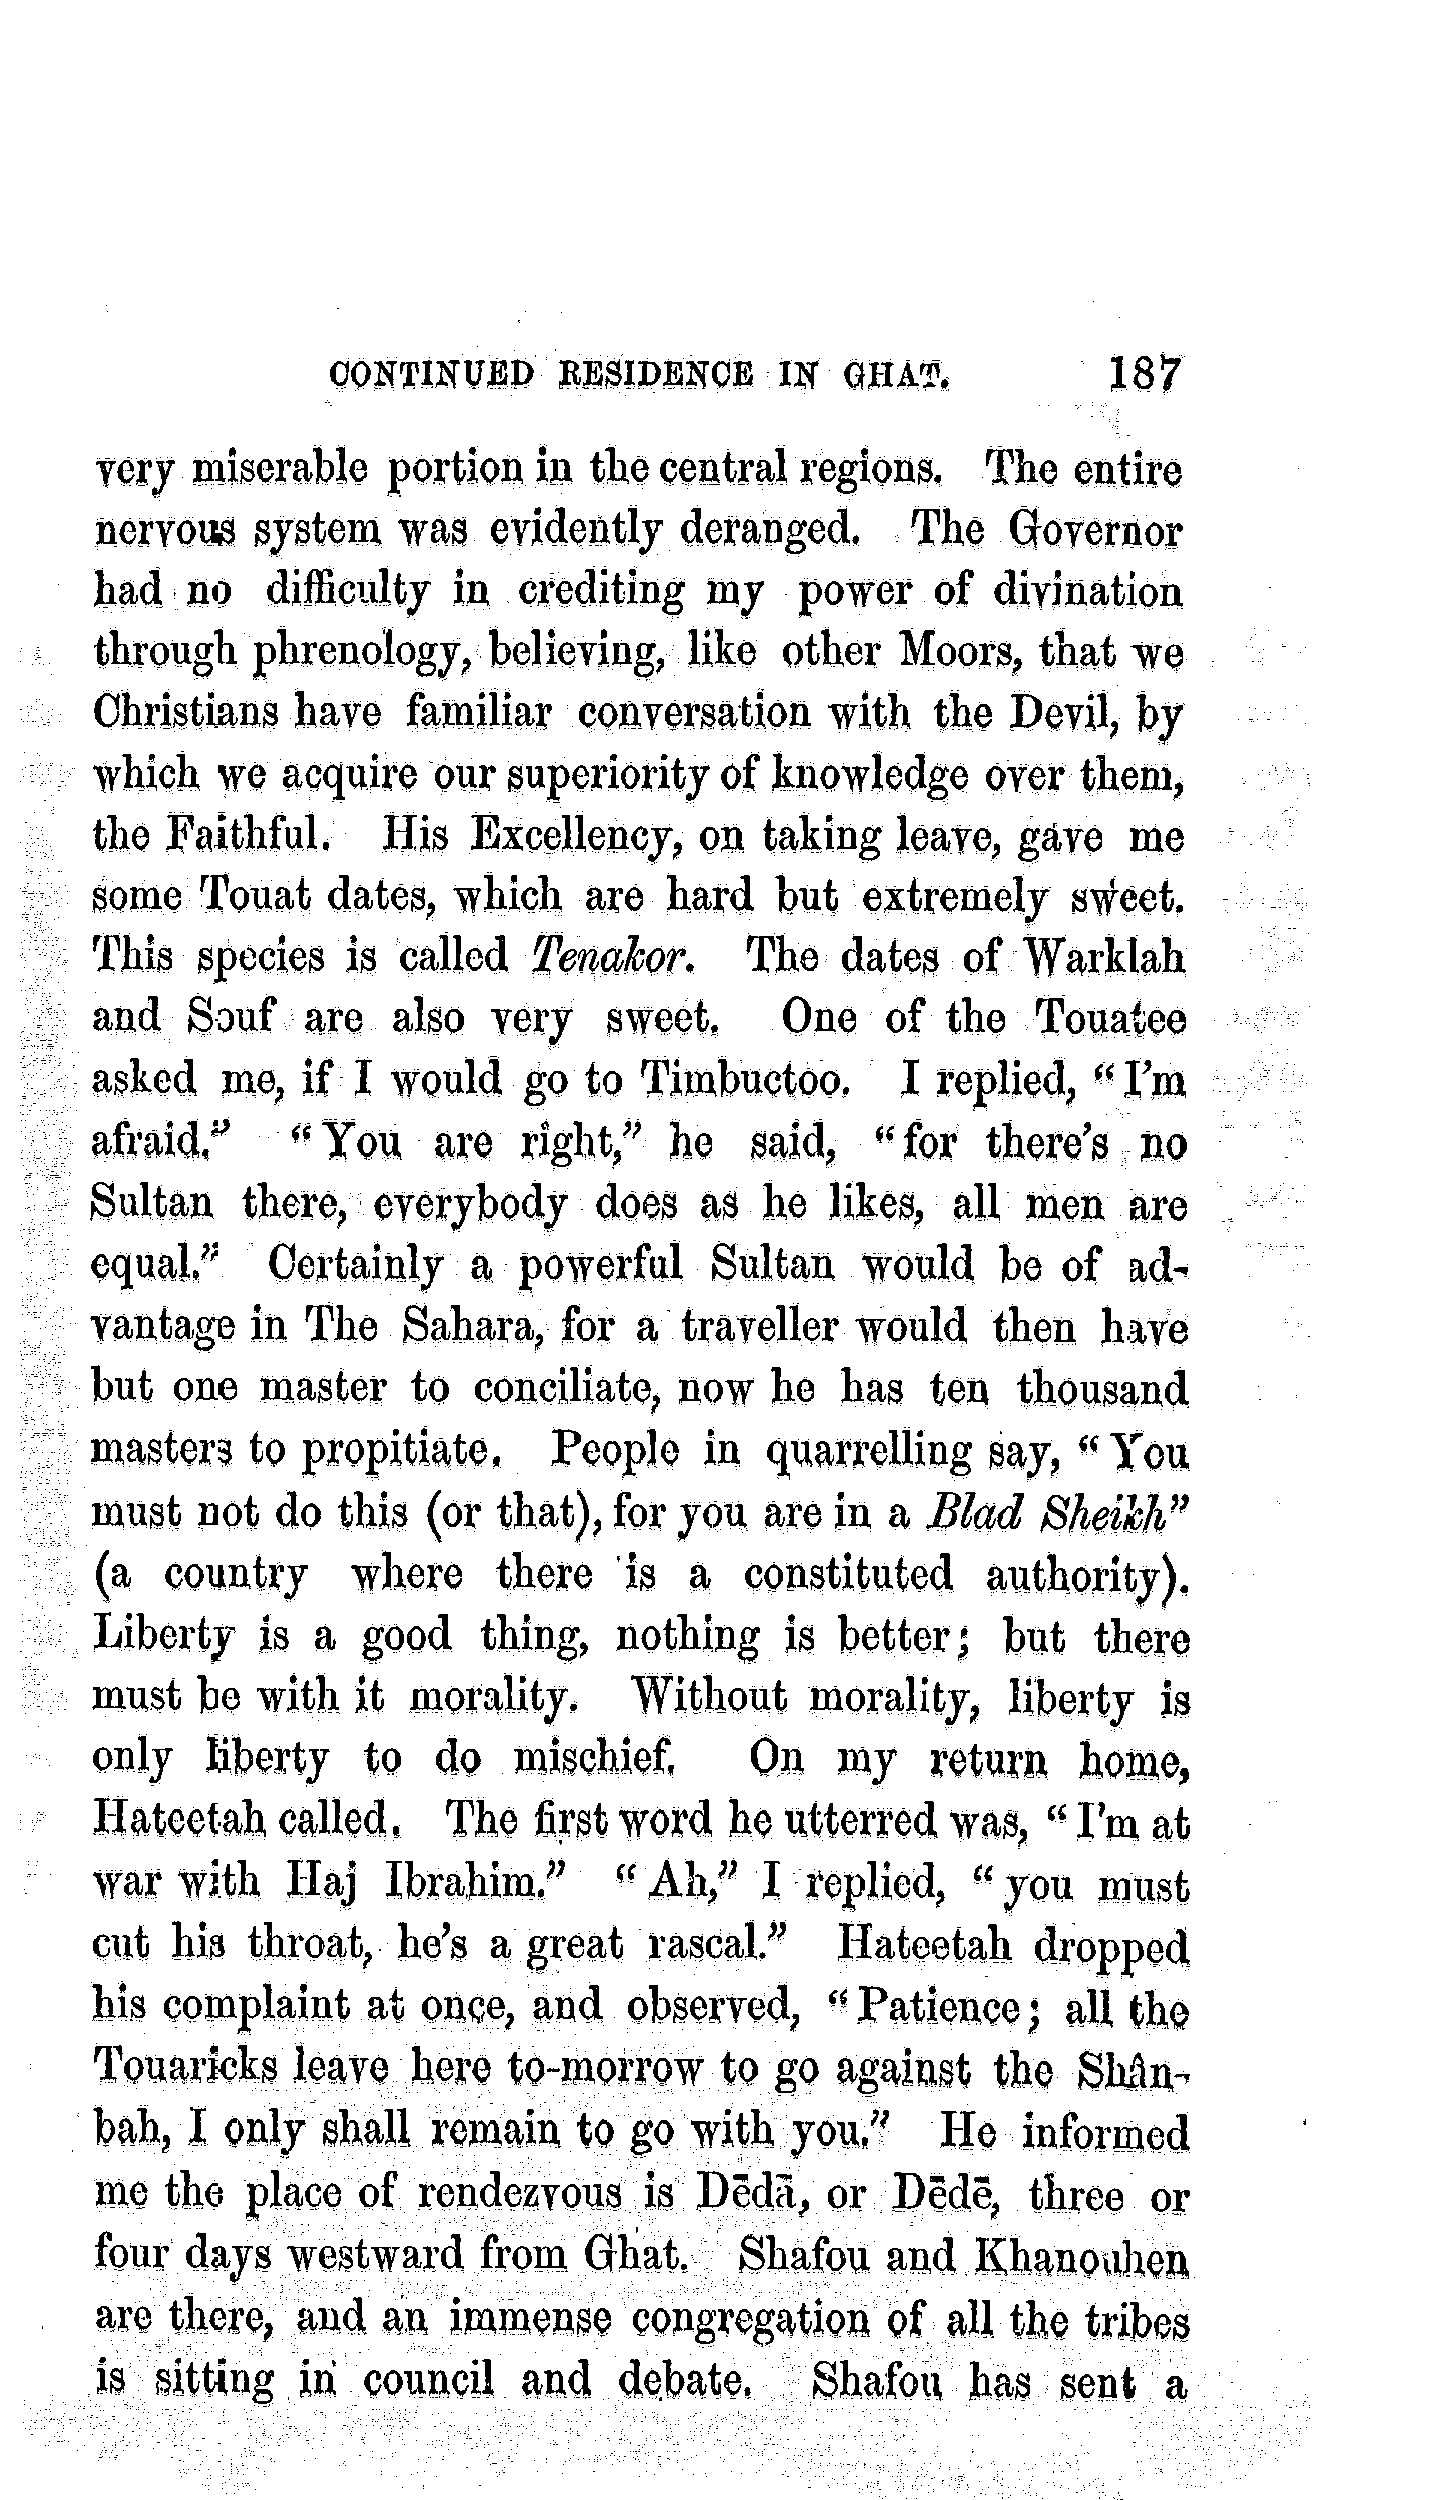 CONTINUED RESIDENCE IN GHAT. 187
very miserable portion in the central regions. The entire
nervous system was evidently deranged. The Governor
had no difficulty in crediting my power of divination
through phrenology, believing, like other Moors, that we
Christians have familiar conversation with the Devil, by
which we acquire our superiority of knowledge over them,
the Faithful. His Excellency, on taking leave, gave me
some Touat dates, which are hard but extremely sweet.
This species is called Tenakor. The dates of Warklah
and Souf are also very sweet. One of the Touatee
asked me, if I would go to Timbuctoo. I replied, “I'm
afraid.” “You are right,” he said, “for there's no
Sultan there, everybody does as he likes, all men are
equal.” Certainly a powerful Sultan would be of ad-
vantage in The Sahara, for a traveller would then have
but one master to conciliate, now he has ten thousand
masters to propitiate. People in quarrelling say, “You
must not do this (or that), for you are in a Blad Sheikh”
(a country where there is a constituted authority).
Liberty is a good thing, nothing is better; but there
must be with it morality. Without morality, liberty is
only liberty to do mischief. On my return home,
Hateetah called. The first word he utterred was, “I'm at
war with Haj Ibrahim.” “Ah,” I replied, “you must
cut his throat, he's a great rascal.” Hateetah dropped
his complaint at once, and observed, “Patience; all the
Touaricks leave here to-morrow to go against the Shân-
bah, I only shall remain to go with you.” He informed
me the place of rendezvous is Dēdā, or Dēdē, three or
four days westward from Ghat. Shafou and Khanouhen
are there, and an immense congregation of all the tribes
is sitting in council and debate. Shafou has sent a